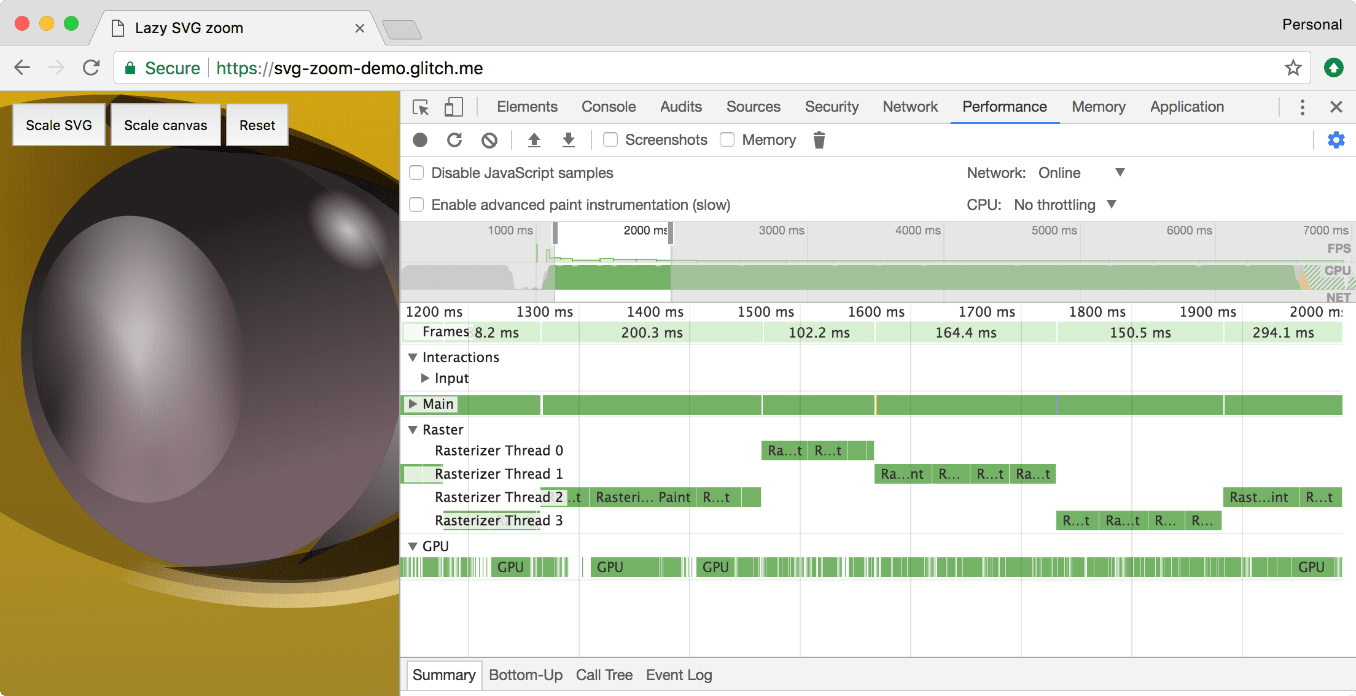 Lazy SVG zoom
Personal
Secure https://svg-zoom-demo.glitch.me
Scale SVG Scale canvas Reset
Elements Console Audits Sources Security Network Performance Memory Application
Screenshots Memory
Disable JavaScript samples Network: Online
Enable advanced paint instrumentation (slow) CPU: No throttling
1000 ms 2000 ms 3000 ms 4000 ms 5000 ms 6000 ms 7000 ms
FPS
CPU
NET
1200 ms 1300 ms 1400 ms 1500 ms 1600 ms 1700 ms 1800 ms 1900 ms 2000 m
Frames 8.2 ms 200.3 ms 102.2 ms 164.4 ms 150.5 ms 294.1 ms
Interactions
Input
Main
Raster
Rasterizer Thread 0 Ra…t R…t
Rasterizer Thread 1 Ra…nt R… R…t Ra…t
Rasterizer Thread 2 …t Rasteri… Paint R…t Rast…int R…t
Rasterizer Thread 3 R…t Ra…t R… R…
GPU
GPU GPU GPU GPU
Summary Bottom-Up Call Tree Event Log